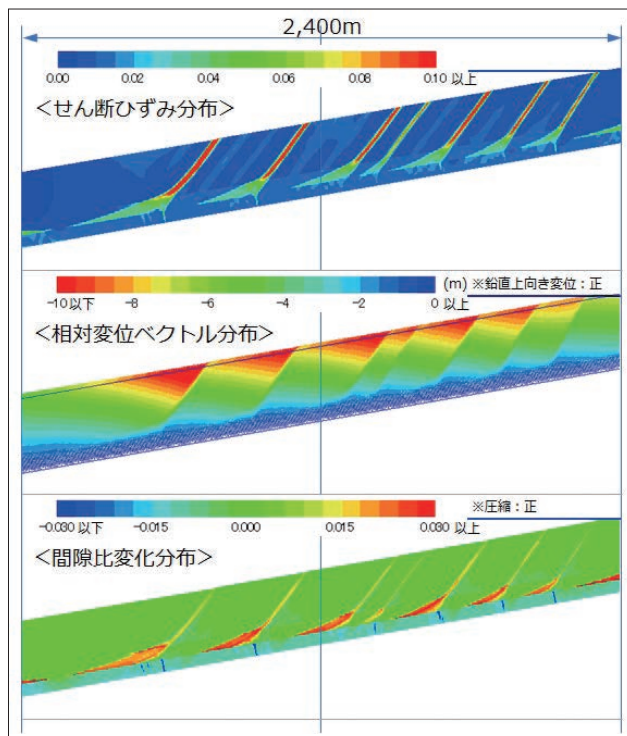 2,400m
0.00 0.02 0.04 0.06 0.08 0.10 以上
＜せん断ひずみ分布＞
−10以下 −8 −6 −4 −2 0 以上
(m) ※鉛直上向き変位：正
＜相対変位ベクトル分布＞
−0.030 以下 −0.015 0.000 0.015 0.030 以上
※圧縮：正
＜間隙比変化分布＞